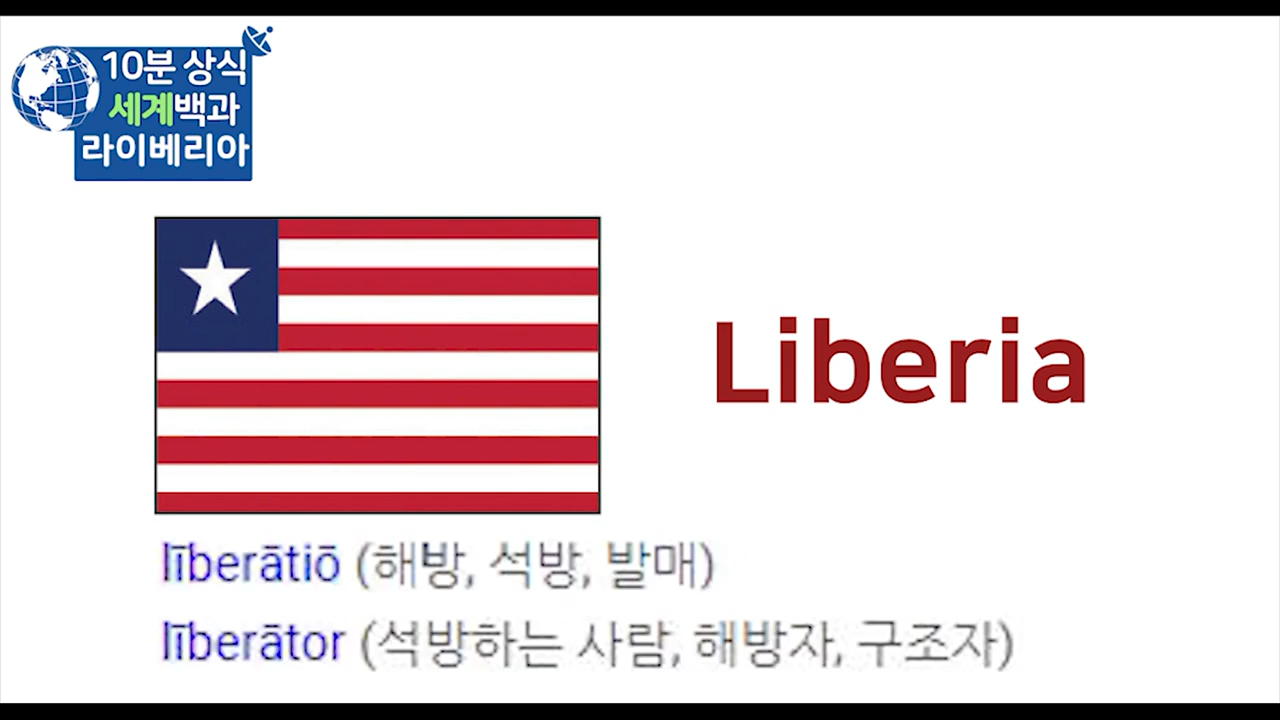 10분 상식
세계백과
라이베리아
Liberia
līberātiō (해방, 석방, 발매)
līberātor (석방하는 사람, 해방자, 구조자)